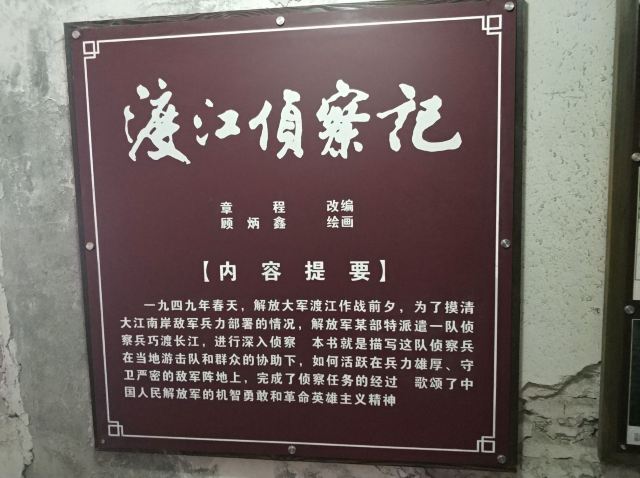 渡江侦察记
章程 改编
顾炳鑫 绘画
【内容提要】
一九四九年春天，解放大军渡江作战前夕，为了摸清
大江南岸敌军兵力部署的情况，解放军某部特派遣一队侦
察兵巧渡长江，进行深入侦察 本书就是描写这队侦察兵
在当地游击队和群众的协助下，如何活跃在兵力雄厚、守
卫严密的敌军阵地上，完成了侦察任务的经过 歌颂了中
国人民解放军的机智勇敢和革命英雄主义精神